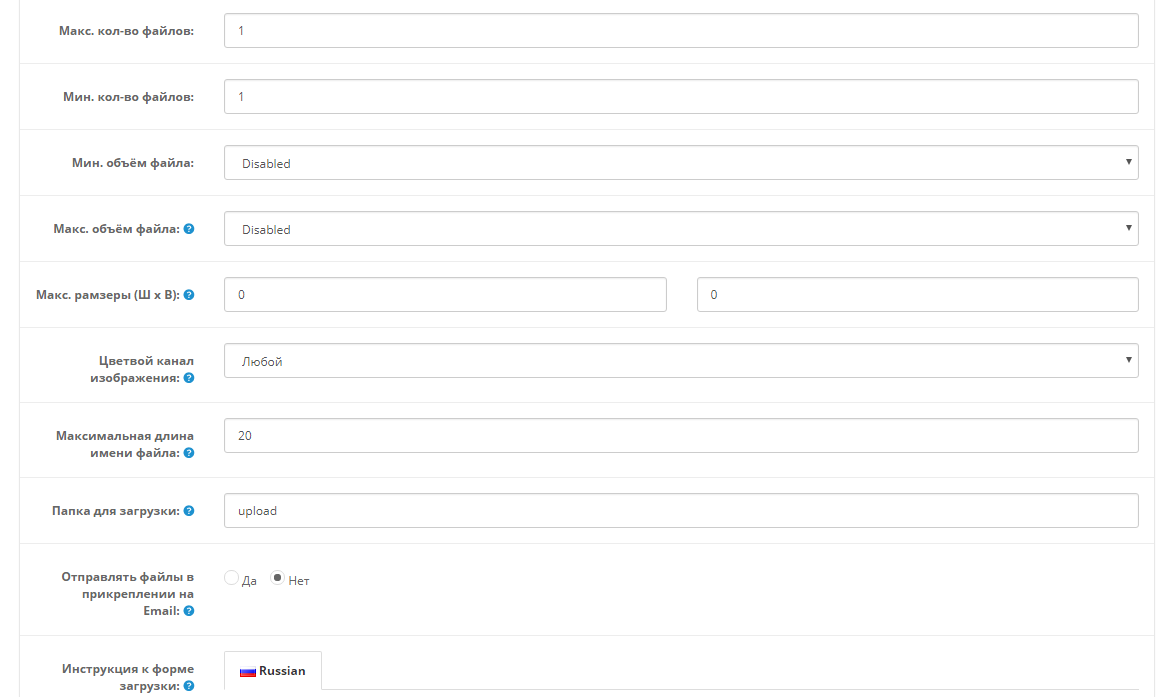 Макс. кол-во файлов: 1
Мин. кол-во файлов: 1
Мин. объём файла: Disabled
Макс. объём файла: ? Disabled
Макс. рамзеры (Ш x В): ? 0 0
Цветвой канал
изображения: ? Любой
Максимальная длина
имени файла: ? 20
Папка для загрузки: ? upload
Отправлять файлы в
прикреплении на
Email: ? Да Нет
Инструкция к форме
загрузки: ? Russian